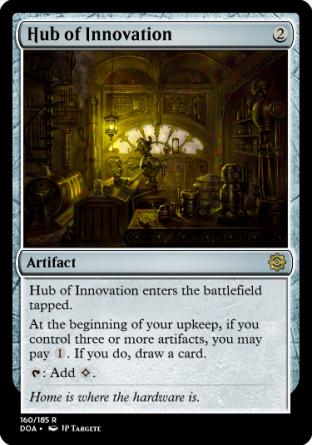 Hub of Innovation 2
Artifact
Hub of Innovation enters the battlefield
tapped.
At the beginning of your upkeep, if you
control three or more artifacts, you may
pay 1. If you do, draw a card.
: Add .
Home is where the hardware is.
160/185 R
DOA • JP Targete